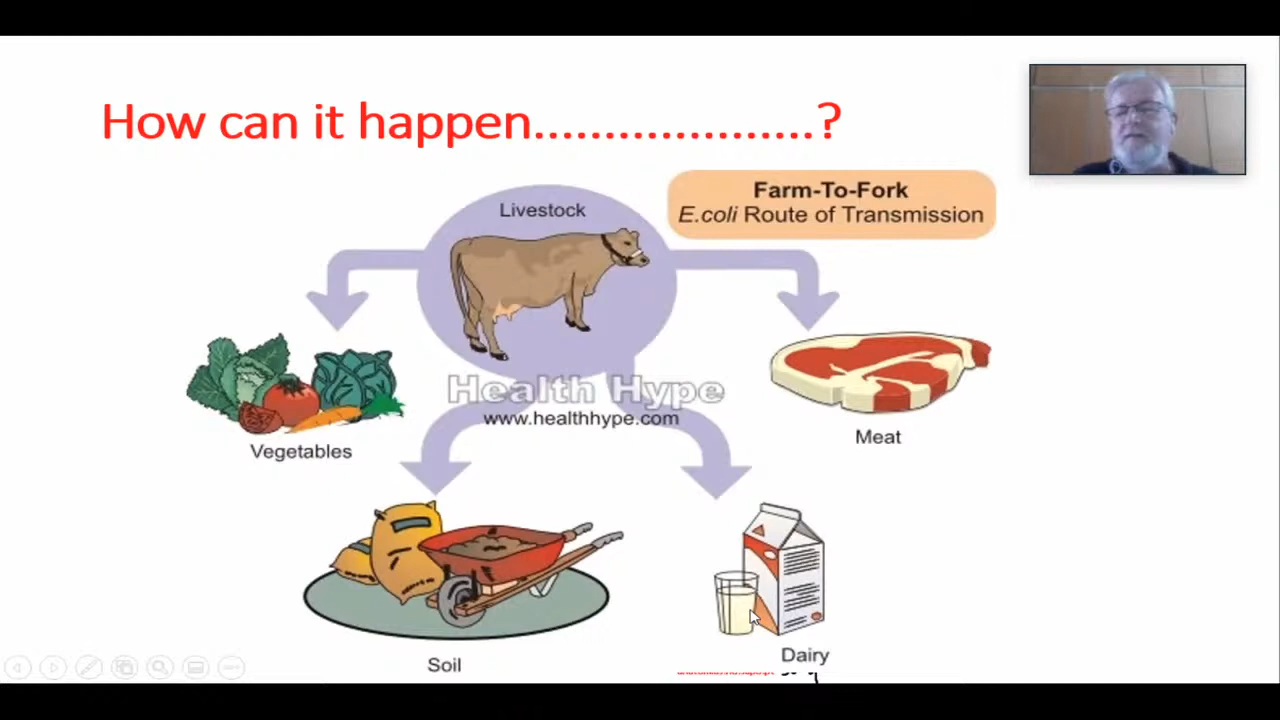 How can it happen....................?
Farm-To-Fork
E.coli Route of Transmission
Livestock
Health Hype
www.healthhype.com
Vegetables
Meat
Soil
Dairy